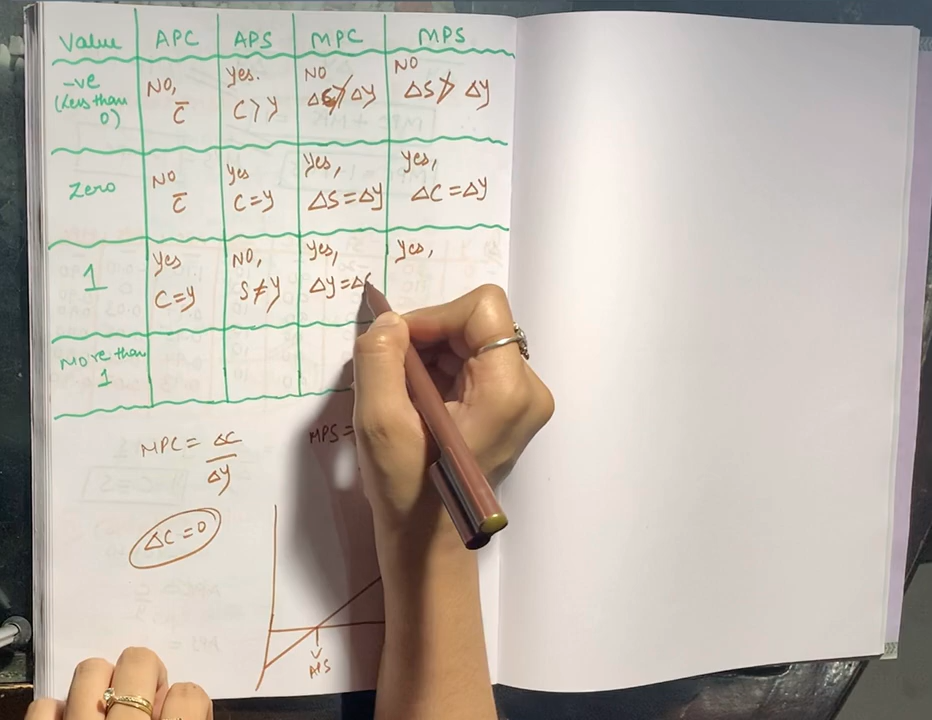 Value APC APS MPC MPS
-ve (Less than 0) NO, C̅ Yes. C>Y NO ΔY NO ΔS ≯ ΔY
Zero NO C̅ Yes C=Y Yes, ΔS=ΔY Yes, ΔC=ΔY
1 Yes C=Y NO, S≠Y Yes, ΔY=Δ Yes,
More than 1
MPC = ΔC/ΔY MPS=
ΔC=0
APS